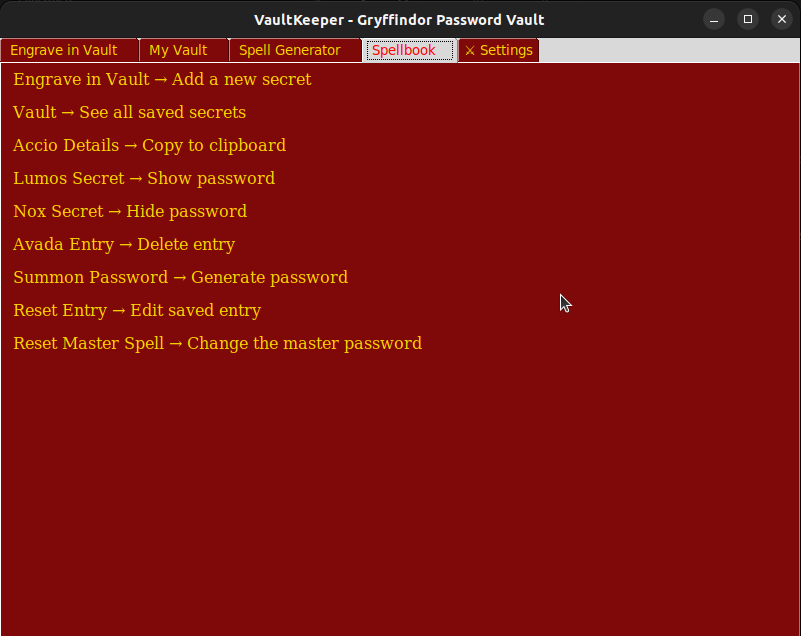 VaultKeeper - Gryffindor Password Vault
Engrave in Vault My Vault Spell Generator Spellbook ⚔ Settings
Engrave in Vault → Add a new secret
Vault → See all saved secrets
Accio Details → Copy to clipboard
Lumos Secret → Show password
Nox Secret → Hide password
Avada Entry → Delete entry
Summon Password → Generate password
Reset Entry → Edit saved entry
Reset Master Spell → Change the master password